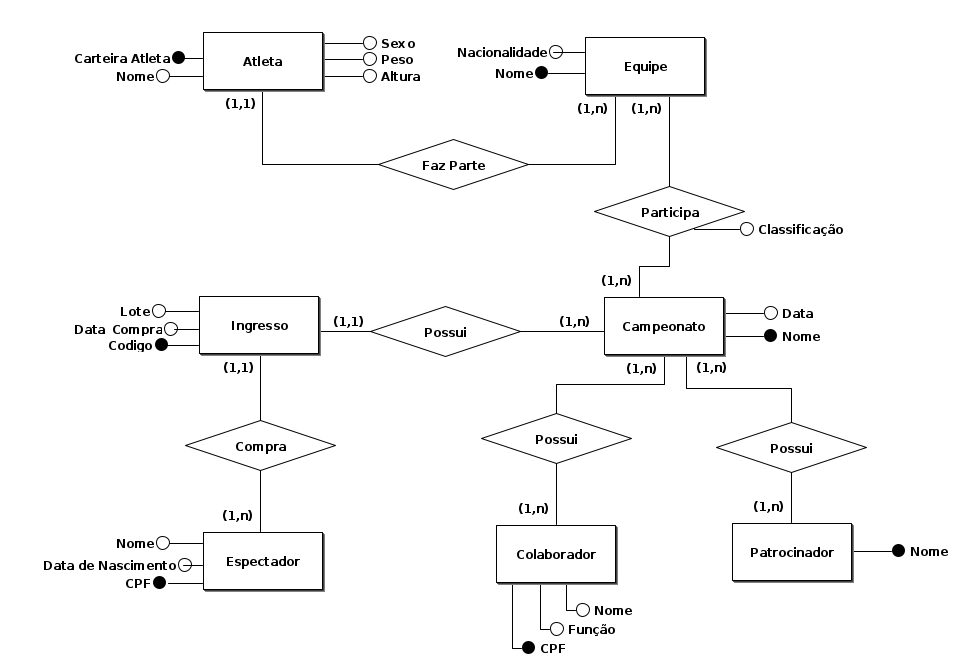 Carteira Atleta
Nome
Atleta
Sexo
Peso
Altura
(1,1)
Nacionalidade
Nome
Equipe
(1,n)
(1,n)
Faz Parte
Participa
Classificação
(1,n)
Lote
Data Compra
Codigo
Ingresso
(1,1)
Possui
(1,n)
Campeonato
Data
Nome
(1,1)
(1,n)
(1,n)
Compra
Possui
Possui
(1,n)
(1,n)
(1,n)
Nome
Data de Nascimento
CPF
Espectador
Colaborador
Patrocinador
Nome
Nome
Função
CPF